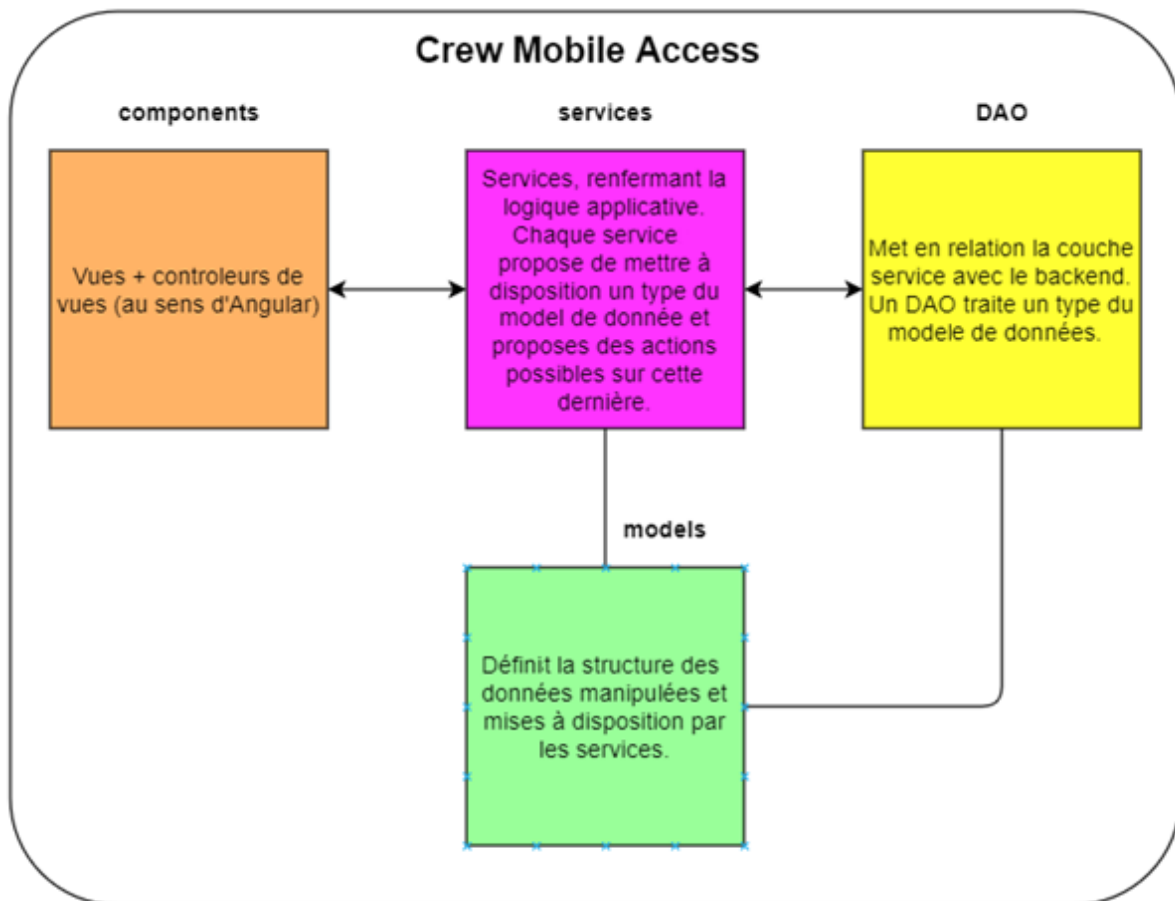 Crew Mobile Access
components
services
DAO
Vues + controleurs de
vues (au sens d'Angular)
Services, renfermant la
logique applicative.
Chaque service
propose de mettre à
disposition un type du
model de donnée et
proposes des actions
possibles sur cette
dernière.
Met en relation la couche
service avec le backend.
Un DAO traite un type du
modele de données.
models
Définit la structure des
données manipulées et
mises à disposition par
les services.